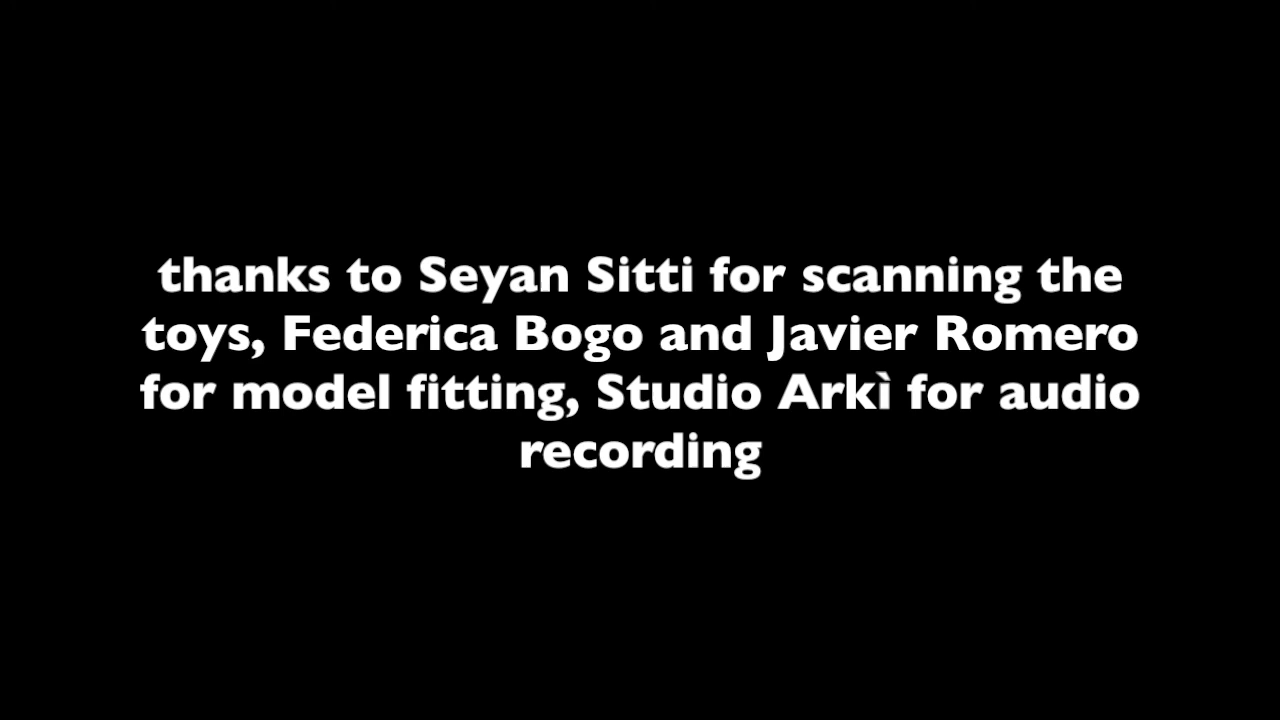 thanks to Seyan Sitti for scanning the
toys, Federica Bogo and Javier Romero
for model fitting, Studio Arkì for audio
recording